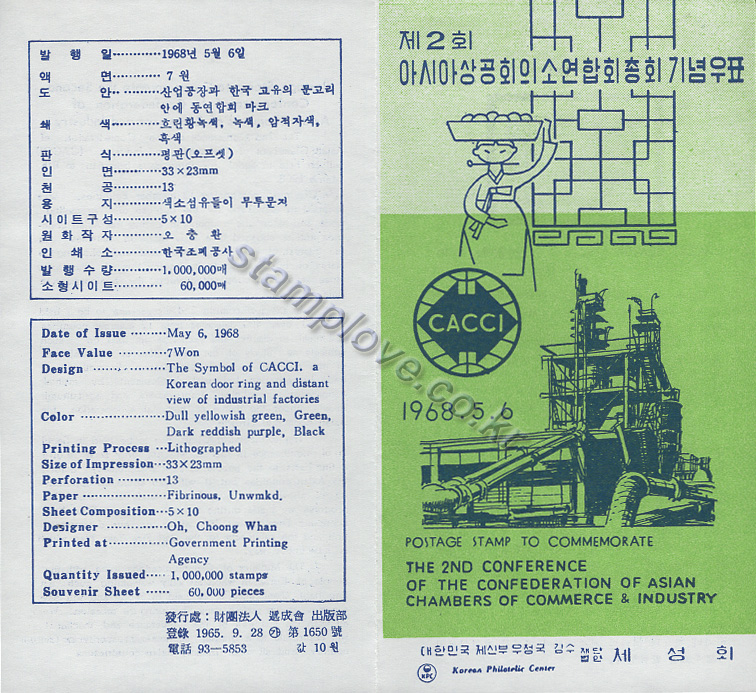 발 행 일············1968년 5월 6일
액 면············7 원
도 안············산업공장과 한국 고유의 문고리
안에 동연합회 마크
쇄 색············흐린황녹색, 녹색, 암적자색,
흑색
판 식············평판(오프셋)
인 면············33×23mm
천 공············13
용 지············색소섬유들이 무투문지
시이트구성······5×10
원화작자······오 충 환
인 쇄 소······한국조폐공사
발행수량······1,000,000매
소형시이트······ 60,000매
Date of Issue ·········May 6, 1968
Face Value ············7Won
Design ·················The Symbol of CACCI. a
Korean door ring and distant
view of industrial factories
Color ··················Dull yellowish green, Green,
Dark reddish purple, Black
Printing Process ···Lithographed
Size of Impression···33×23mm
Perforation ············13
Paper ··················Fibrinous, Unwmkd.
Sheet Composition···5×10
Designer ···············Oh, Choong Whan
Printed at············Government Printing
Agency
Quantity Issued···· 1,000,000 stamps
Souvenir Sheet ······ 60,000 pieces
發行處：財團法人 遞成會 出版部
登錄 1965. 9. 28 ㉮ 第 1650 號
電話 93—5853 값 10 원
제2회
아시아상공회의소연합회총회 기념우표
CACCI
1968.5.6
POSTAGE STAMP TO COMMEMORATE
THE 2ND CONFERENCE
OF THE CONFEDERATION OF ASIAN
CHAMBERS OF COMMERCE & INDUSTRY
대한민국 체신부 우정국 감수 재단법인 체 성 회
KPC Korean Philatelic Center
stamplove.co.kr